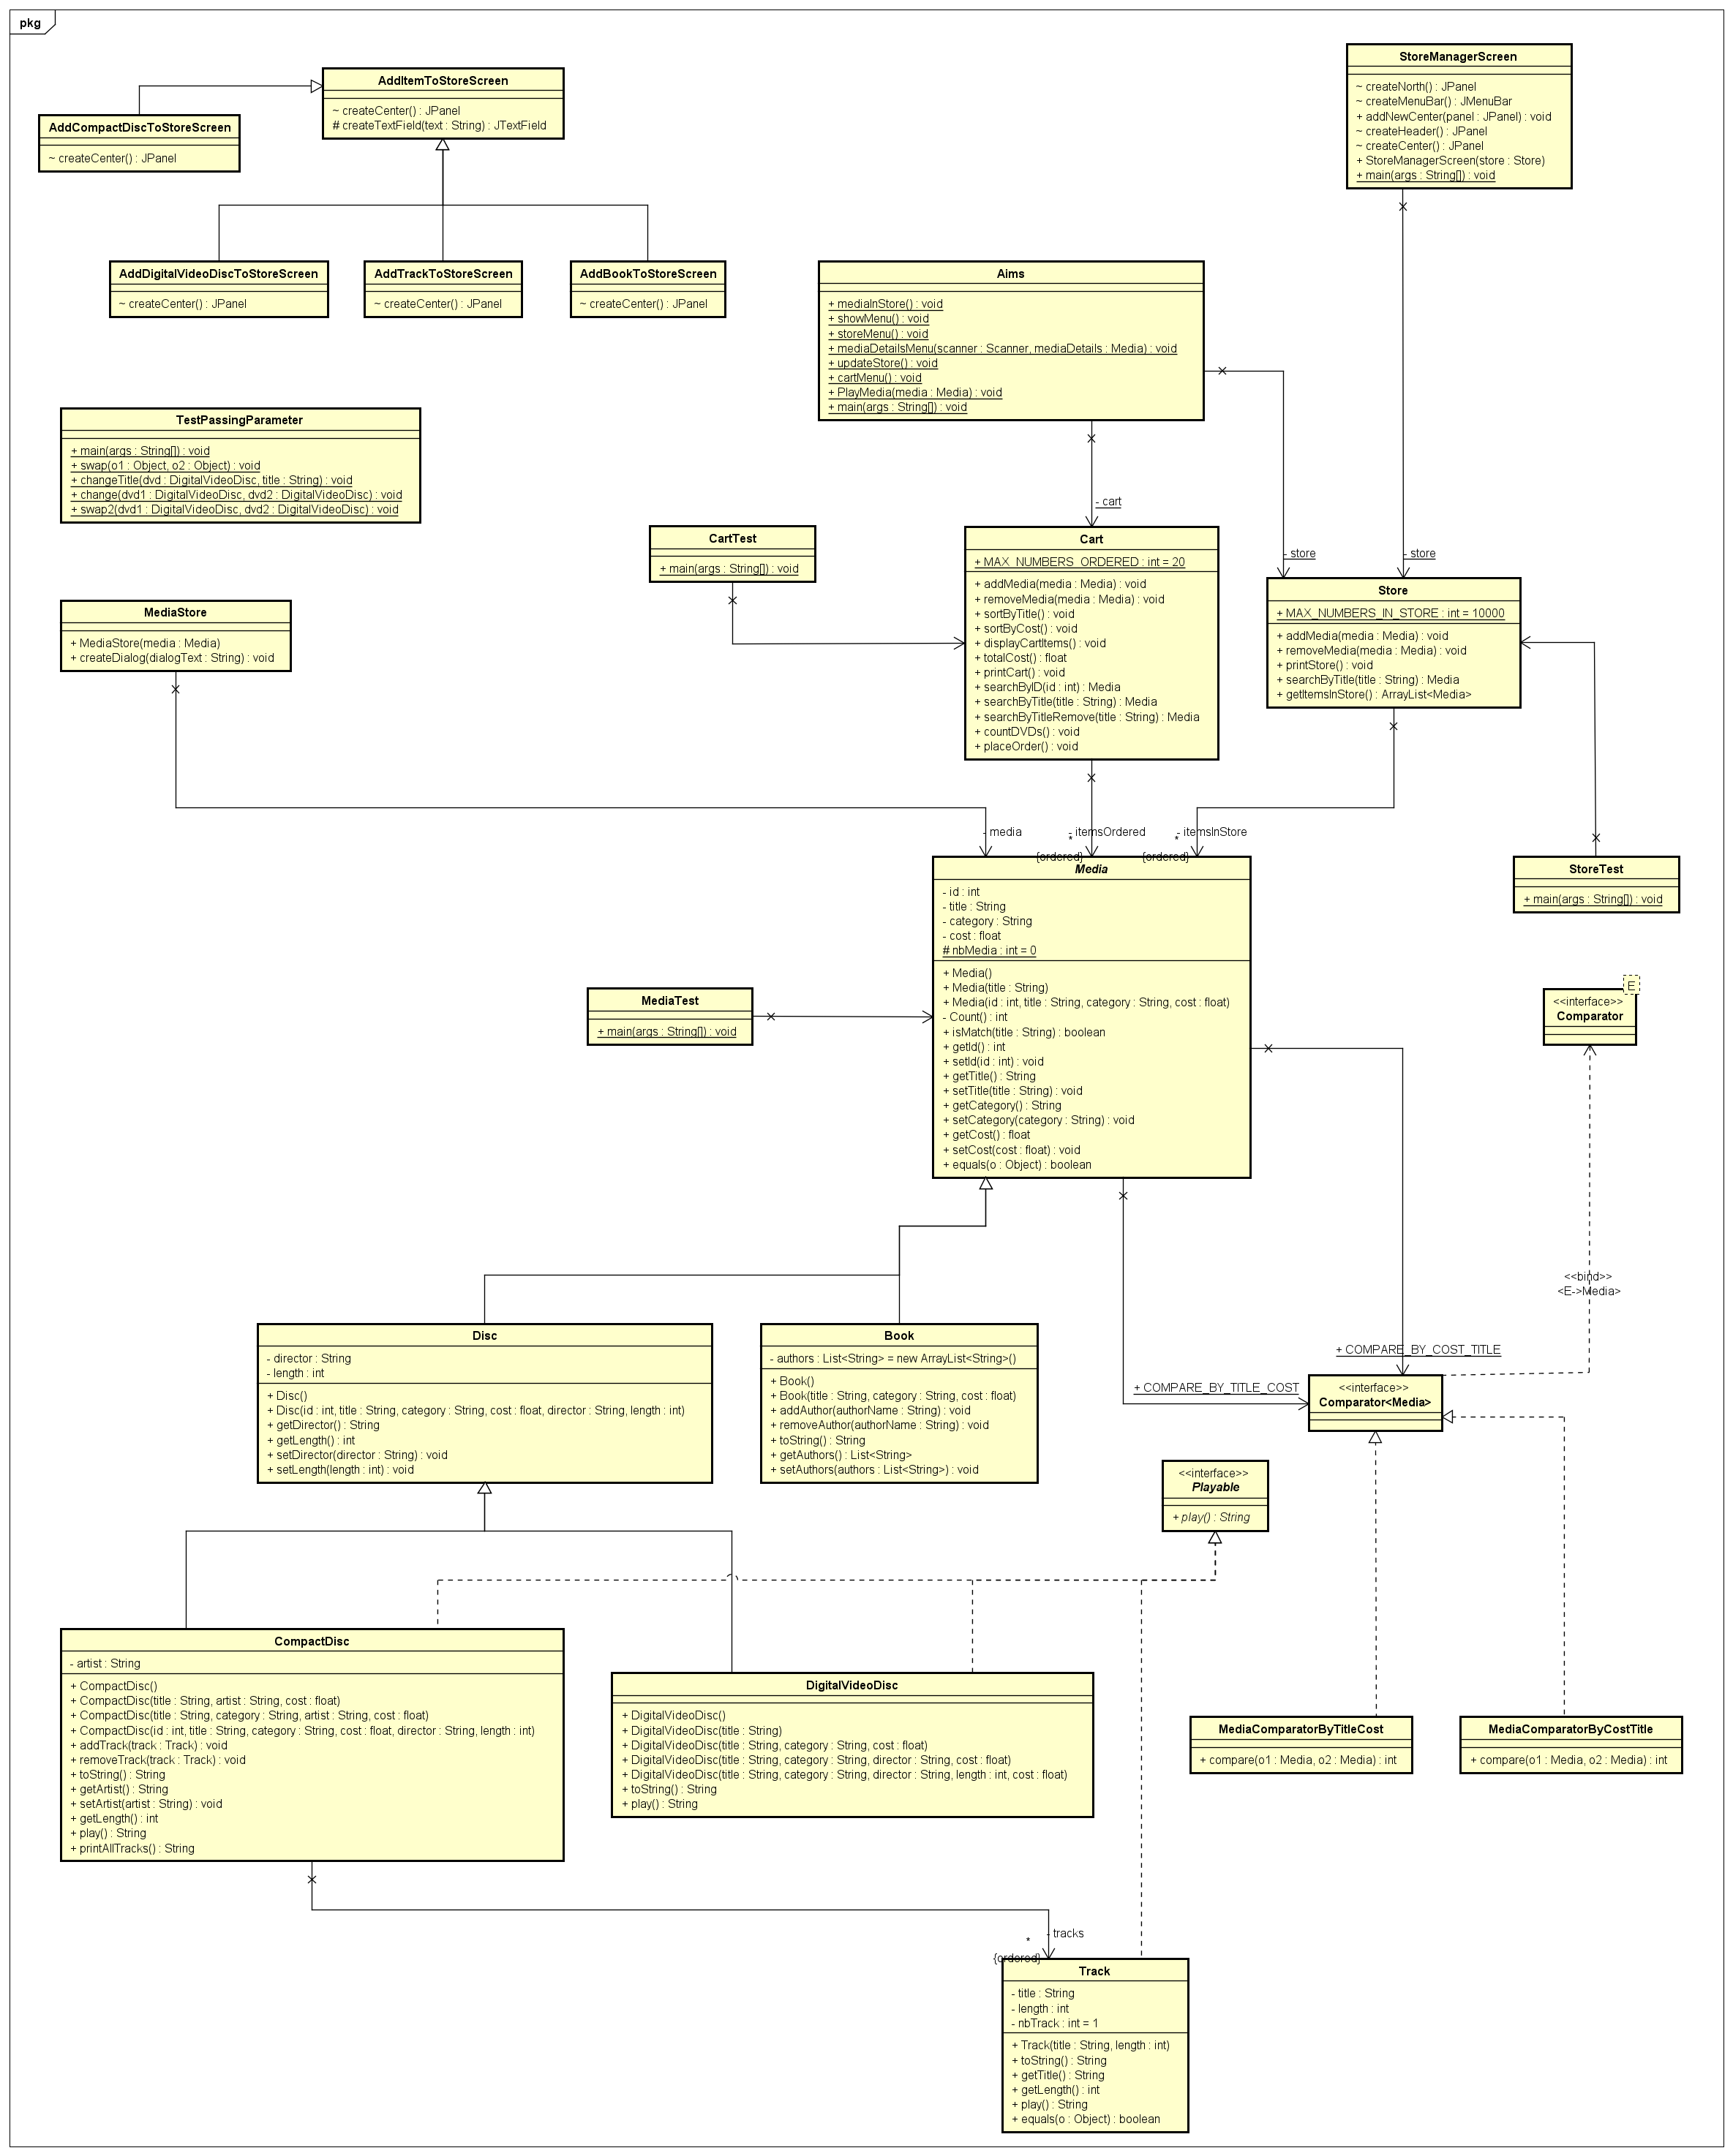 pkg
StoreManagerScreen
~ createNorth() : JPanel
~ createMenuBar() : JMenuBar
+ addNewCenter(panel : JPanel) : void
~ createHeader() : JPanel
~ createCenter() : JPanel
+ StoreManagerScreen(store : Store)
+ main(args : String[]) : void
AddItemToStoreScreen
~ createCenter() : JPanel
# createTextField(text : String) : JTextField
AddCompactDiscToStoreScreen
~ createCenter() : JPanel
AddDigitalVideoDiscToStoreScreen
~ createCenter() : JPanel
AddTrackToStoreScreen
~ createCenter() : JPanel
AddBookToStoreScreen
~ createCenter() : JPanel
Aims
+ mediaInStore() : void
+ showMenu() : void
+ storeMenu() : void
+ mediaDetailsMenu(scanner : Scanner, mediaDetails : Media) : void
+ updateStore() : void
+ cartMenu() : void
+ PlayMedia(media : Media) : void
+ main(args : String[]) : void
TestPassingParameter
+ main(args : String[]) : void
+ swap(o1 : Object, o2 : Object) : void
+ changeTitle(dvd : DigitalVideoDisc, title : String) : void
+ change(dvd1 : DigitalVideoDisc, dvd2 : DigitalVideoDisc) : void
+ swap2(dvd1 : DigitalVideoDisc, dvd2 : DigitalVideoDisc) : void
- cart
- store
- store
CartTest
+ main(args : String[]) : void
Cart
+ MAX_NUMBERS_ORDERED : int = 20
+ addMedia(media : Media) : void
+ removeMedia(media : Media) : void
+ sortByTitle() : void
+ sortByCost() : void
+ displayCartItems() : void
+ totalCost() : float
+ printCart() : void
+ searchByID(id : int) : Media
+ searchByTitle(title : String) : Media
+ searchByTitleRemove(title : String) : Media
+ countDVDs() : void
+ placeOrder() : void
Store
+ MAX_NUMBERS_IN_STORE : int = 10000
+ addMedia(media : Media) : void
+ removeMedia(media : Media) : void
+ printStore() : void
+ searchByTitle(title : String) : Media
+ getItemsInStore() : ArrayList<Media>
MediaStore
+ MediaStore(media : Media)
+ createDialog(dialogText : String) : void
- media
- itemsOrdered
*
{ordered}
- itemsInStore
*
{ordered}
StoreTest
+ main(args : String[]) : void
Media
- id : int
- title : String
- category : String
- cost : float
# nbMedia : int = 0
+ Media()
+ Media(title : String)
+ Media(id : int, title : String, category : String, cost : float)
- Count() : int
+ isMatch(title : String) : boolean
+ getId() : int
+ setId(id : int) : void
+ getTitle() : String
+ setTitle(title : String) : void
+ getCategory() : String
+ setCategory(category : String) : void
+ getCost() : float
+ setCost(cost : float) : void
+ equals(o : Object) : boolean
MediaTest
+ main(args : String[]) : void
E
<<interface>>
Comparator
<<bind>>
<E->Media>
+ COMPARE_BY_COST_TITLE
+ COMPARE_BY_TITLE_COST
<<interface>>
Comparator<Media>
Disc
- director : String
- length : int
+ Disc()
+ Disc(id : int, title : String, category : String, cost : float, director : String, length : int)
+ getDirector() : String
+ getLength() : int
+ setDirector(director : String) : void
+ setLength(length : int) : void
Book
- authors : List<String> = new ArrayList<String>()
+ Book()
+ Book(title : String, category : String, cost : float)
+ addAuthor(authorName : String) : void
+ removeAuthor(authorName : String) : void
+ toString() : String
+ getAuthors() : List<String>
+ setAuthors(authors : List<String>) : void
<<interface>>
Playable
+ play() : String
CompactDisc
- artist : String
+ CompactDisc()
+ CompactDisc(title : String, artist : String, cost : float)
+ CompactDisc(title : String, category : String, artist : String, cost : float)
+ CompactDisc(id : int, title : String, category : String, cost : float, director : String, length : int)
+ addTrack(track : Track) : void
+ removeTrack(track : Track) : void
+ toString() : String
+ getArtist() : String
+ setArtist(artist : String) : void
+ getLength() : int
+ play() : String
+ printAllTracks() : String
DigitalVideoDisc
+ DigitalVideoDisc()
+ DigitalVideoDisc(title : String)
+ DigitalVideoDisc(title : String, category : String, cost : float)
+ DigitalVideoDisc(title : String, category : String, director : String, cost : float)
+ DigitalVideoDisc(title : String, category : String, director : String, length : int, cost : float)
+ toString() : String
+ play() : String
MediaComparatorByTitleCost
+ compare(o1 : Media, o2 : Media) : int
MediaComparatorByCostTitle
+ compare(o1 : Media, o2 : Media) : int
- tracks
*
{ordered}
Track
- title : String
- length : int
- nbTrack : int = 1
+ Track(title : String, length : int)
+ toString() : String
+ getTitle() : String
+ getLength() : int
+ play() : String
+ equals(o : Object) : boolean